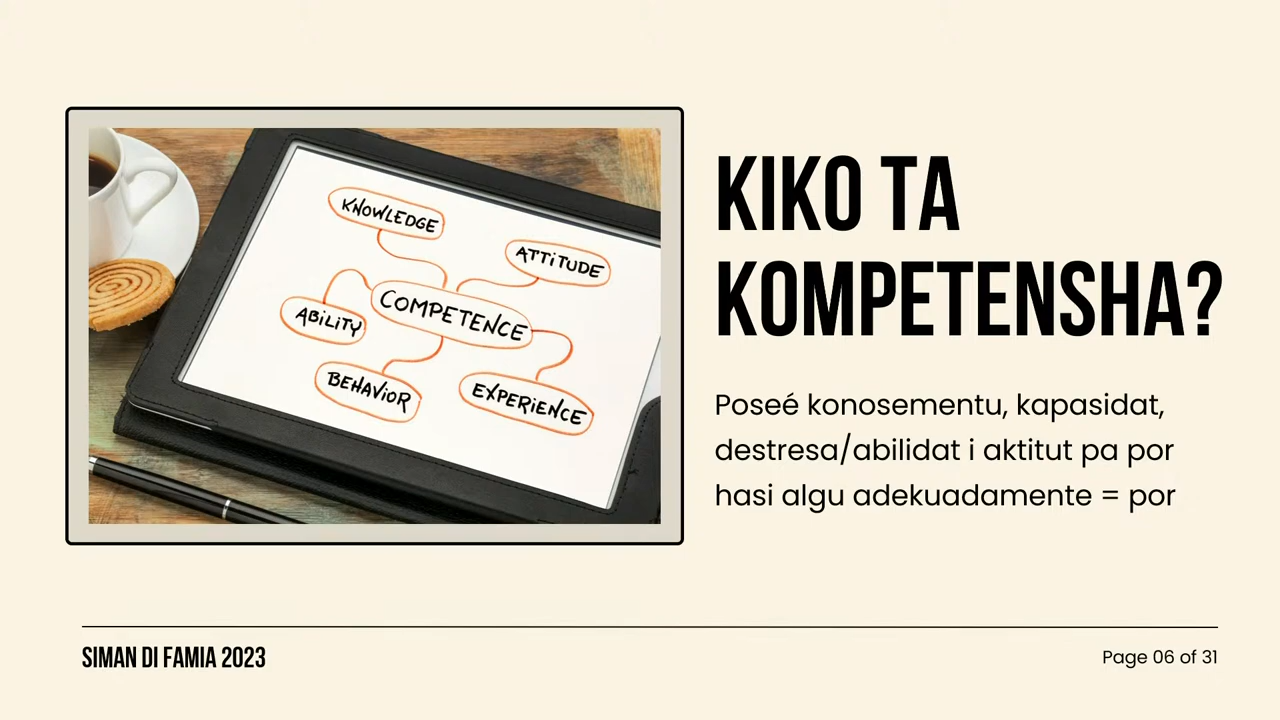 KNOWLEDGE
ATTiTUDE
COMPETENCE
ABiLiTY
BEHAViOR
EXPERiENCE
KIKO TA
KOMPETENSHA?
Poseé konosementu, kapasidat,
destresa/abilidat i aktitut pa por
hasi algu adekuadamente = por
SIMAN DI FAMIA 2023
Page 06 of 31